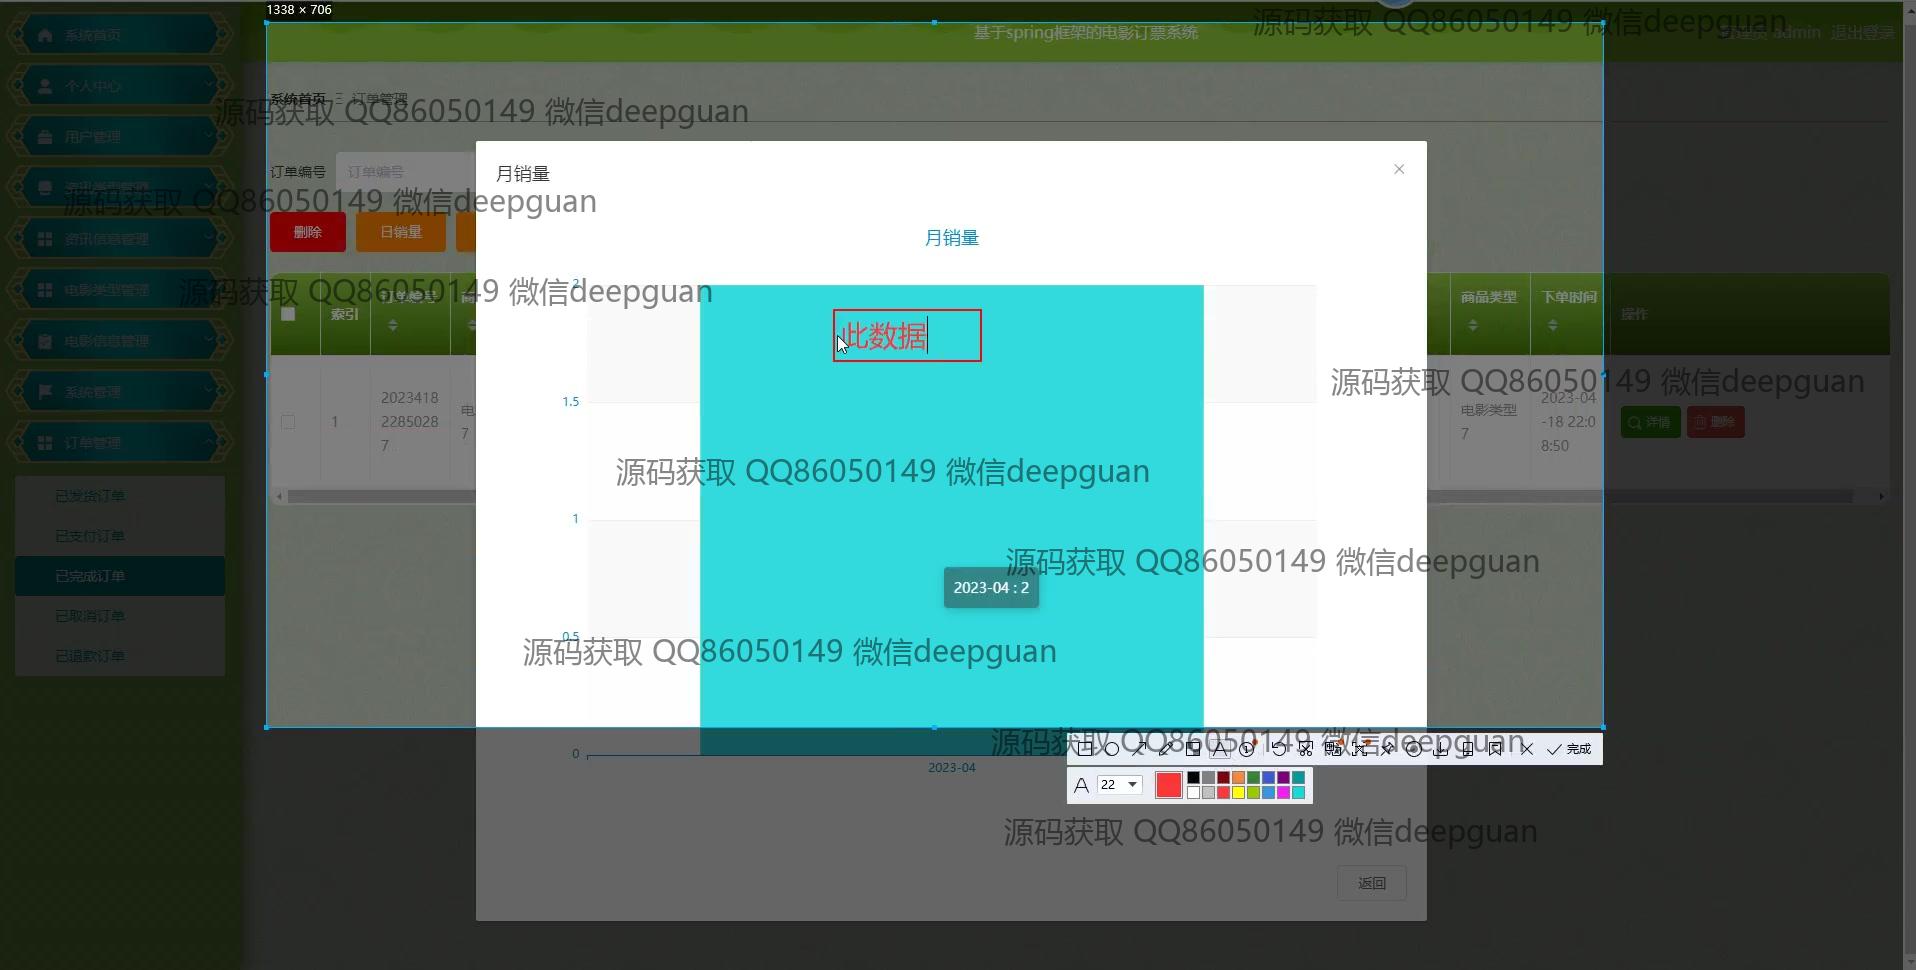 1338 × 706
源码获取 QQ86050149 微信deepguan
系统首页
基于spring框架的电影订票系统
admin 退出登录
个人中心
系统首页 订单管理
源码获取 QQ86050149 微信deepguan
用户管理
月销量
订单编号 订单编号
源码获取 QQ86050149 微信deepguan
删除 日销量
资讯信息管理
月销量
电影类型管理
源码获取 QQ86050149 微信deepguan
2
索引 订单编号 商品类型 下单时间 操作
电影信息管理
此数据
系统管理
源码获取 QQ86050149 微信deepguan
1.5
1
2023418
2285028
7
电影类型
7
2023-04
-18 22:0
8:50
详情 删除
订单管理
源码获取 QQ86050149 微信deepguan
已发货订单
1
已支付订单
源码获取 QQ86050149 微信deepguan
已完成订单
2023-04 : 2
已取消订单
0.5
源码获取 QQ86050149 微信deepguan
已退款订单
源码获取 QQ86050149 微信deepguan
完成
0
2023-04
A 22
源码获取 QQ86050149 微信deepguan
返回